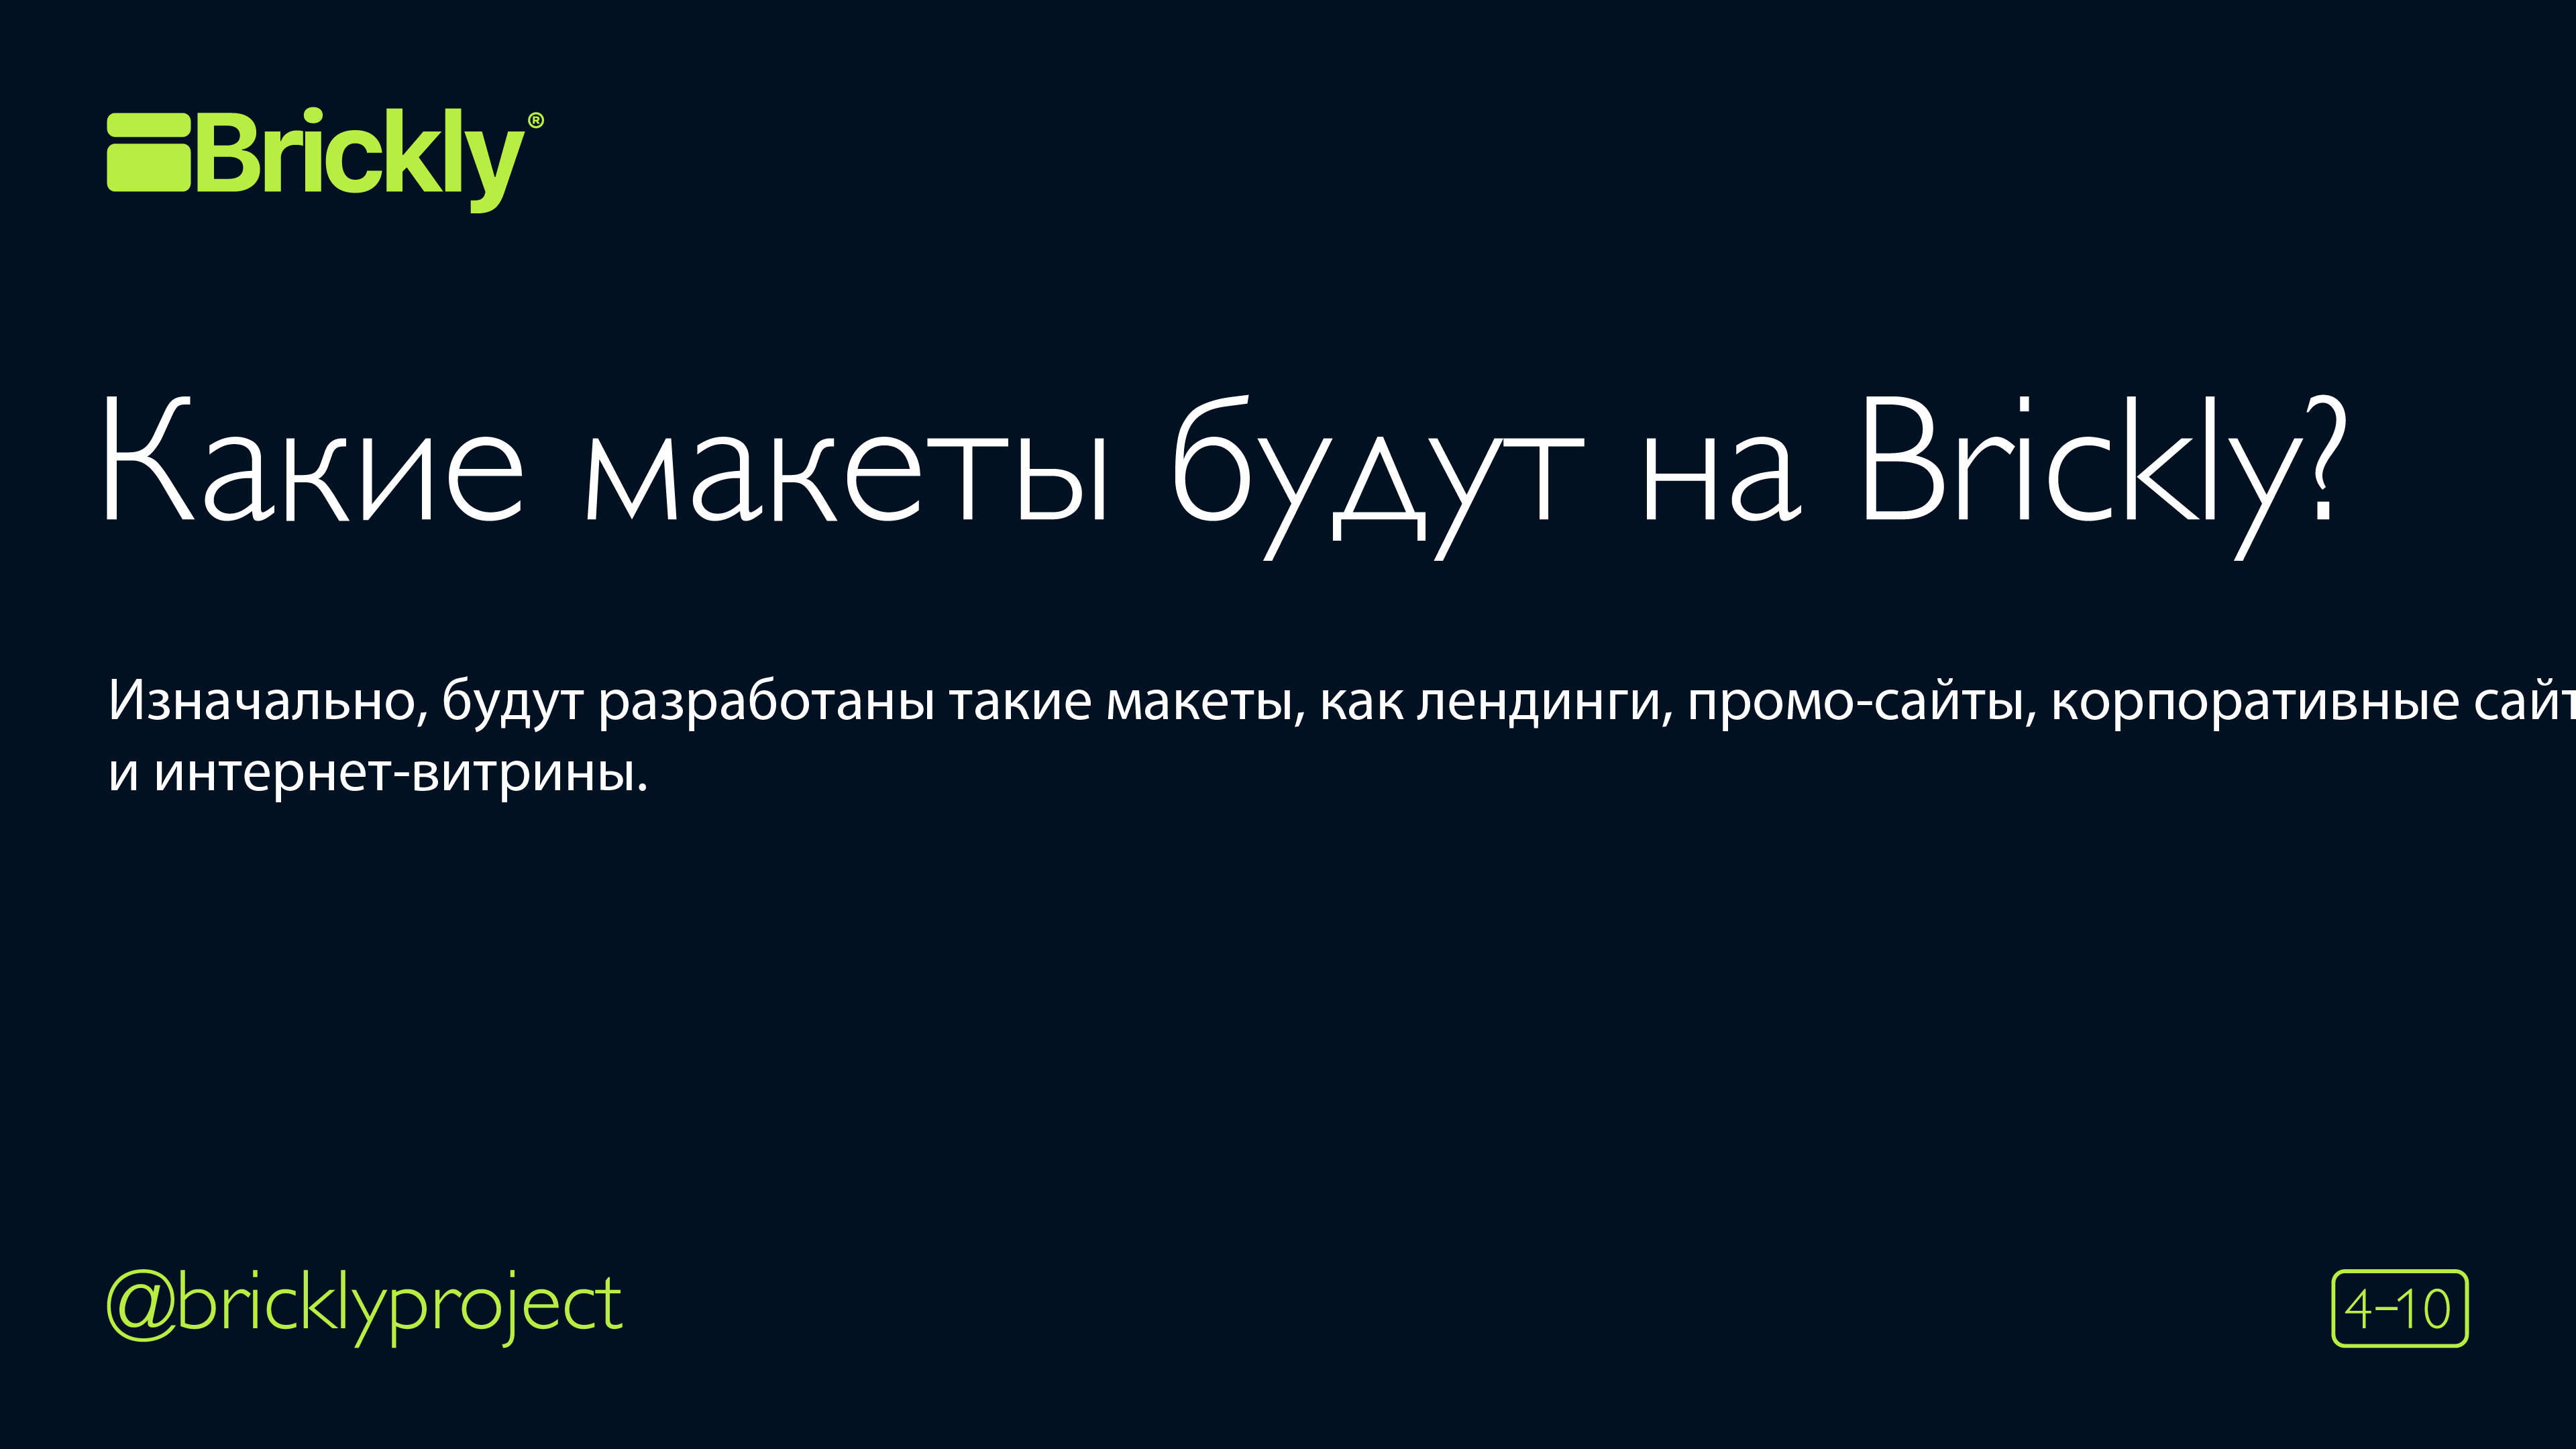 Brickly®
Какие макеты будут на Brickly?
Изначально, будут разработаны такие макеты, как лендинги, промо-сайты, корпоративные сайт
и интернет-витрины.
@bricklyproject
4–10